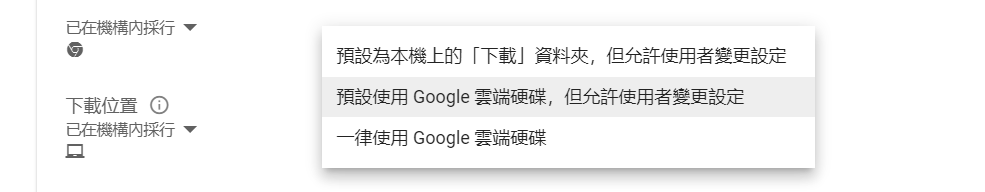 已在機構內採行
預設為本機上的「下載」資料夾，但允許使用者變更設定
預設使用 Google 雲端硬碟，但允許使用者變更設定
下載位置
已在機構內採行
一律使用 Google 雲端硬碟